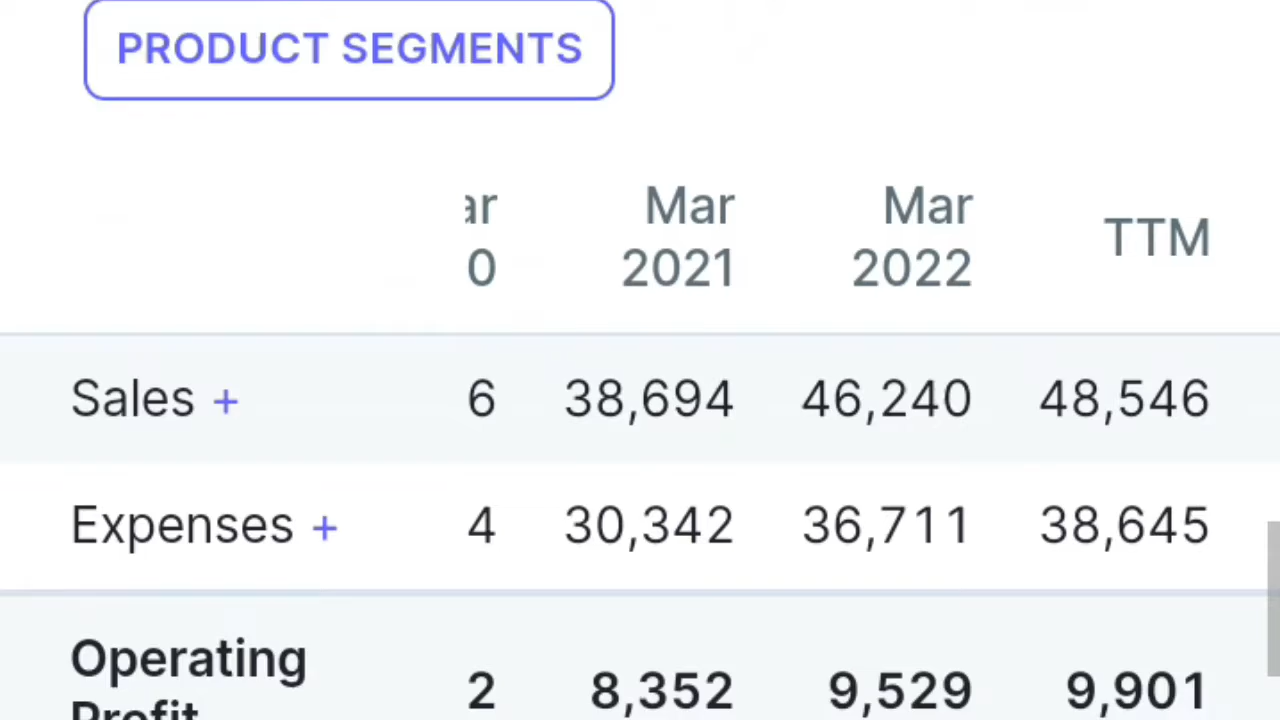 PRODUCT SEGMENTS
ar Mar Mar TTM
0 2021 2022
Sales + 6 38,694 46,240 48,546
Expenses + 4 30,342 36,711 38,645
Operating
Profit 2 8,352 9,529 9,901